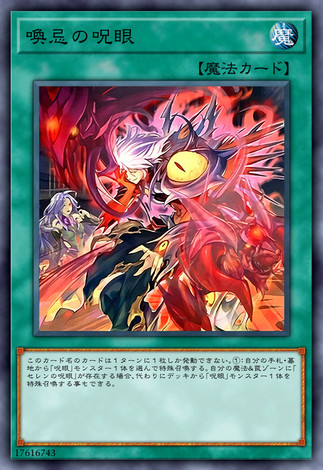 喚忌の呪眼
魔
【魔法カード】
このカード名のカードは1ターンに1枚しか発動できない。①:自分の手札・墓
地から「呪眼」モンスター1体を選んで特殊召喚する。自分の魔法&罠ゾーンに「
セレンの呪眼」が存在する場合、代わりにデッキから「呪眼」モンスター1体を
特殊召喚する事もできる。
17616743